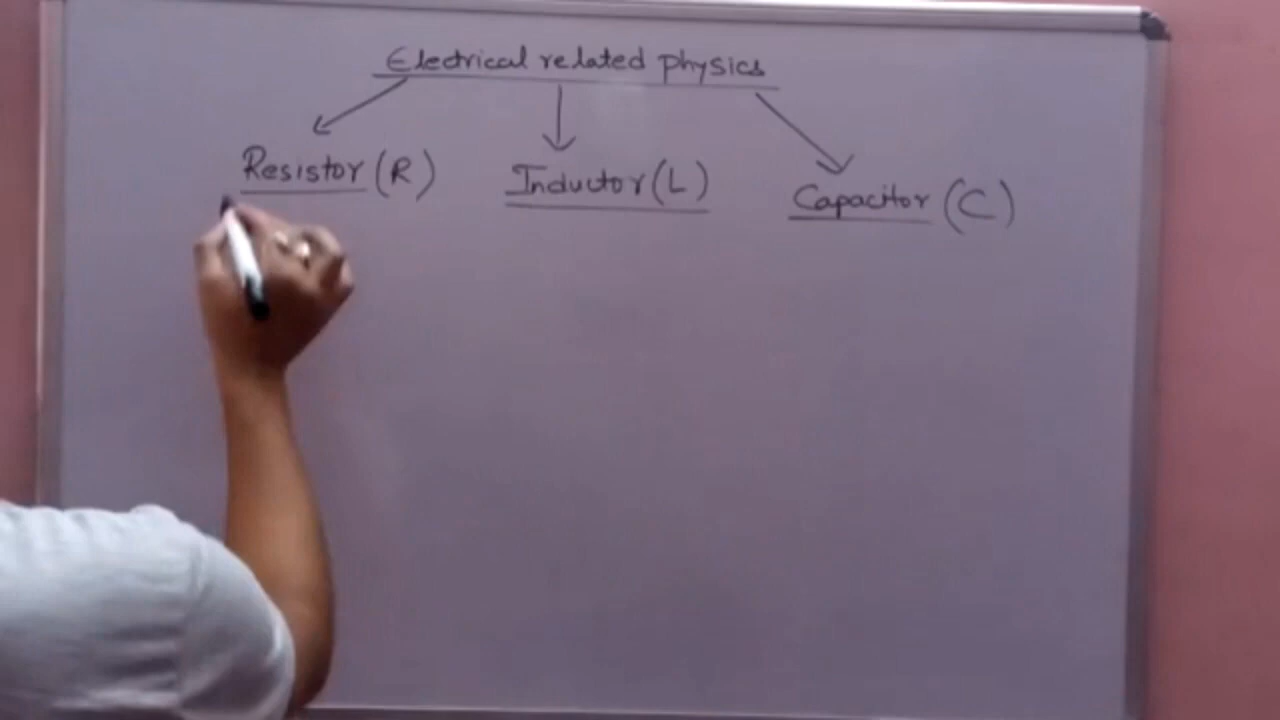 Electrical related physics
Resistor (R) Inductor (L) Capacitor (C)